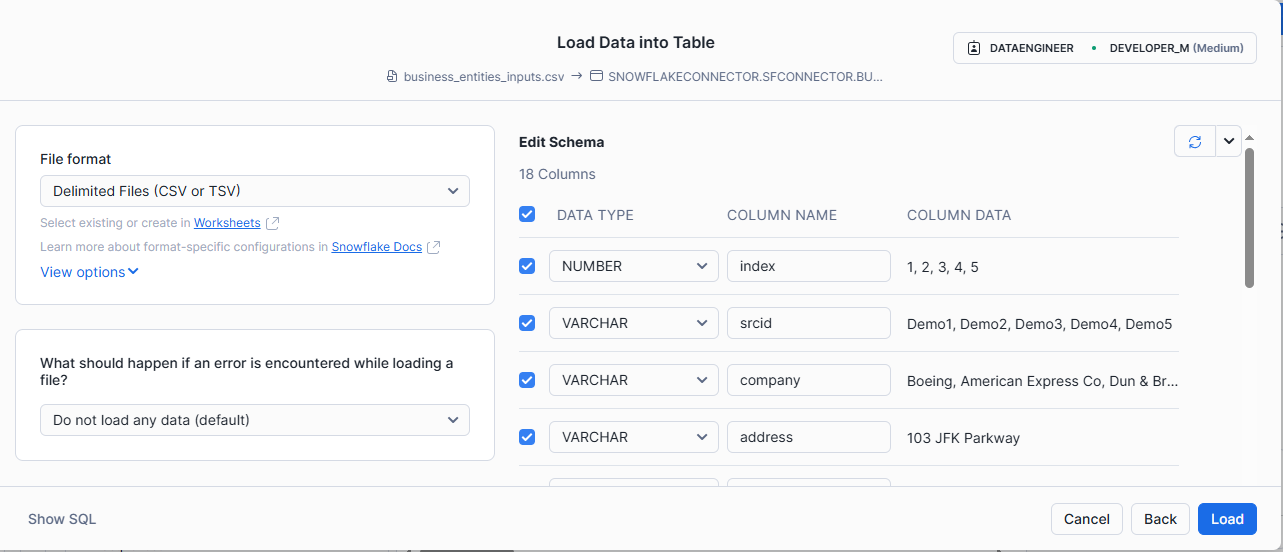 Load Data into Table
business_entities_inputs.csv → SNOWFLAKECONNECTOR.SFCONNECTOR.BU...
DATAENGINEER • DEVELOPER_M (Medium)
File format
Delimited Files (CSV or TSV)
Select existing or create in Worksheets
Learn more about format-specific configurations in Snowflake Docs
View options
What should happen if an error is encountered while loading a
file?
Do not load any data (default)
Edit Schema
18 Columns
DATA TYPE COLUMN NAME COLUMN DATA
NUMBER index 1, 2, 3, 4, 5
VARCHAR srcid Demo1, Demo2, Demo3, Demo4, Demo5
VARCHAR company Boeing, American Express Co, Dun & Br...
VARCHAR address 103 JFK Parkway
Show SQL
Cancel Back Load